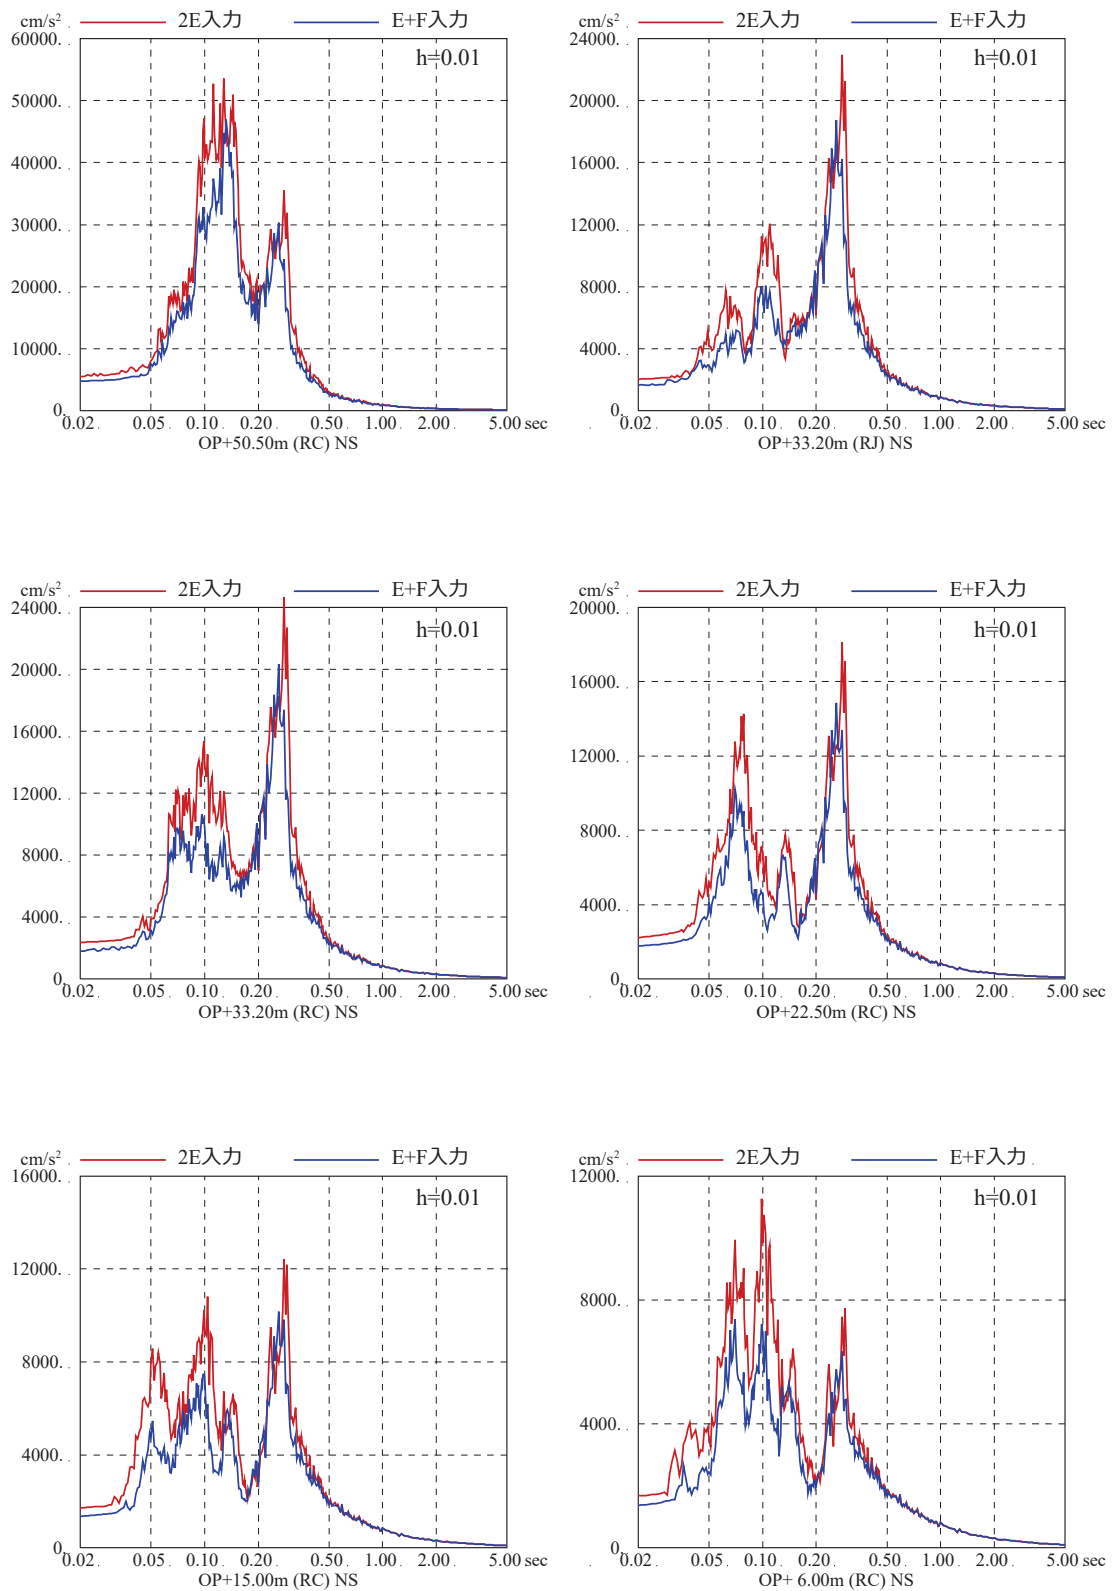 cm/s² 2E入力 E+F入力
60000.
h=0.01
50000.
40000.
30000.
20000.
10000.
0.
0.02 0.05 0.10 0.20 0.50 1.00 2.00 5.00 sec
OP+50.50m (RC) NS
cm/s² 2E入力 E+F入力
24000.
h=0.01
20000.
16000.
12000.
8000.
4000.
0.
0.02 0.05 0.10 0.20 0.50 1.00 2.00 5.00 sec
OP+33.20m (RJ) NS
cm/s² 2E入力 E+F入力
24000.
h=0.01
20000.
16000.
12000.
8000.
4000.
0.
0.02 0.05 0.10 0.20 0.50 1.00 2.00 5.00 sec
OP+33.20m (RC) NS
cm/s² 2E入力 E+F入力
20000.
h=0.01
16000.
12000.
8000.
4000.
0.
0.02 0.05 0.10 0.20 0.50 1.00 2.00 5.00 sec
OP+22.50m (RC) NS
cm/s² 2E入力 E+F入力
16000.
h=0.01
12000.
8000.
4000.
0.
0.02 0.05 0.10 0.20 0.50 1.00 2.00 5.00 sec
OP+15.00m (RC) NS
cm/s² 2E入力 E+F入力
12000.
h=0.01
8000.
4000.
0.
0.02 0.05 0.10 0.20 0.50 1.00 2.00 5.00 sec
OP+ 6.00m (RC) NS